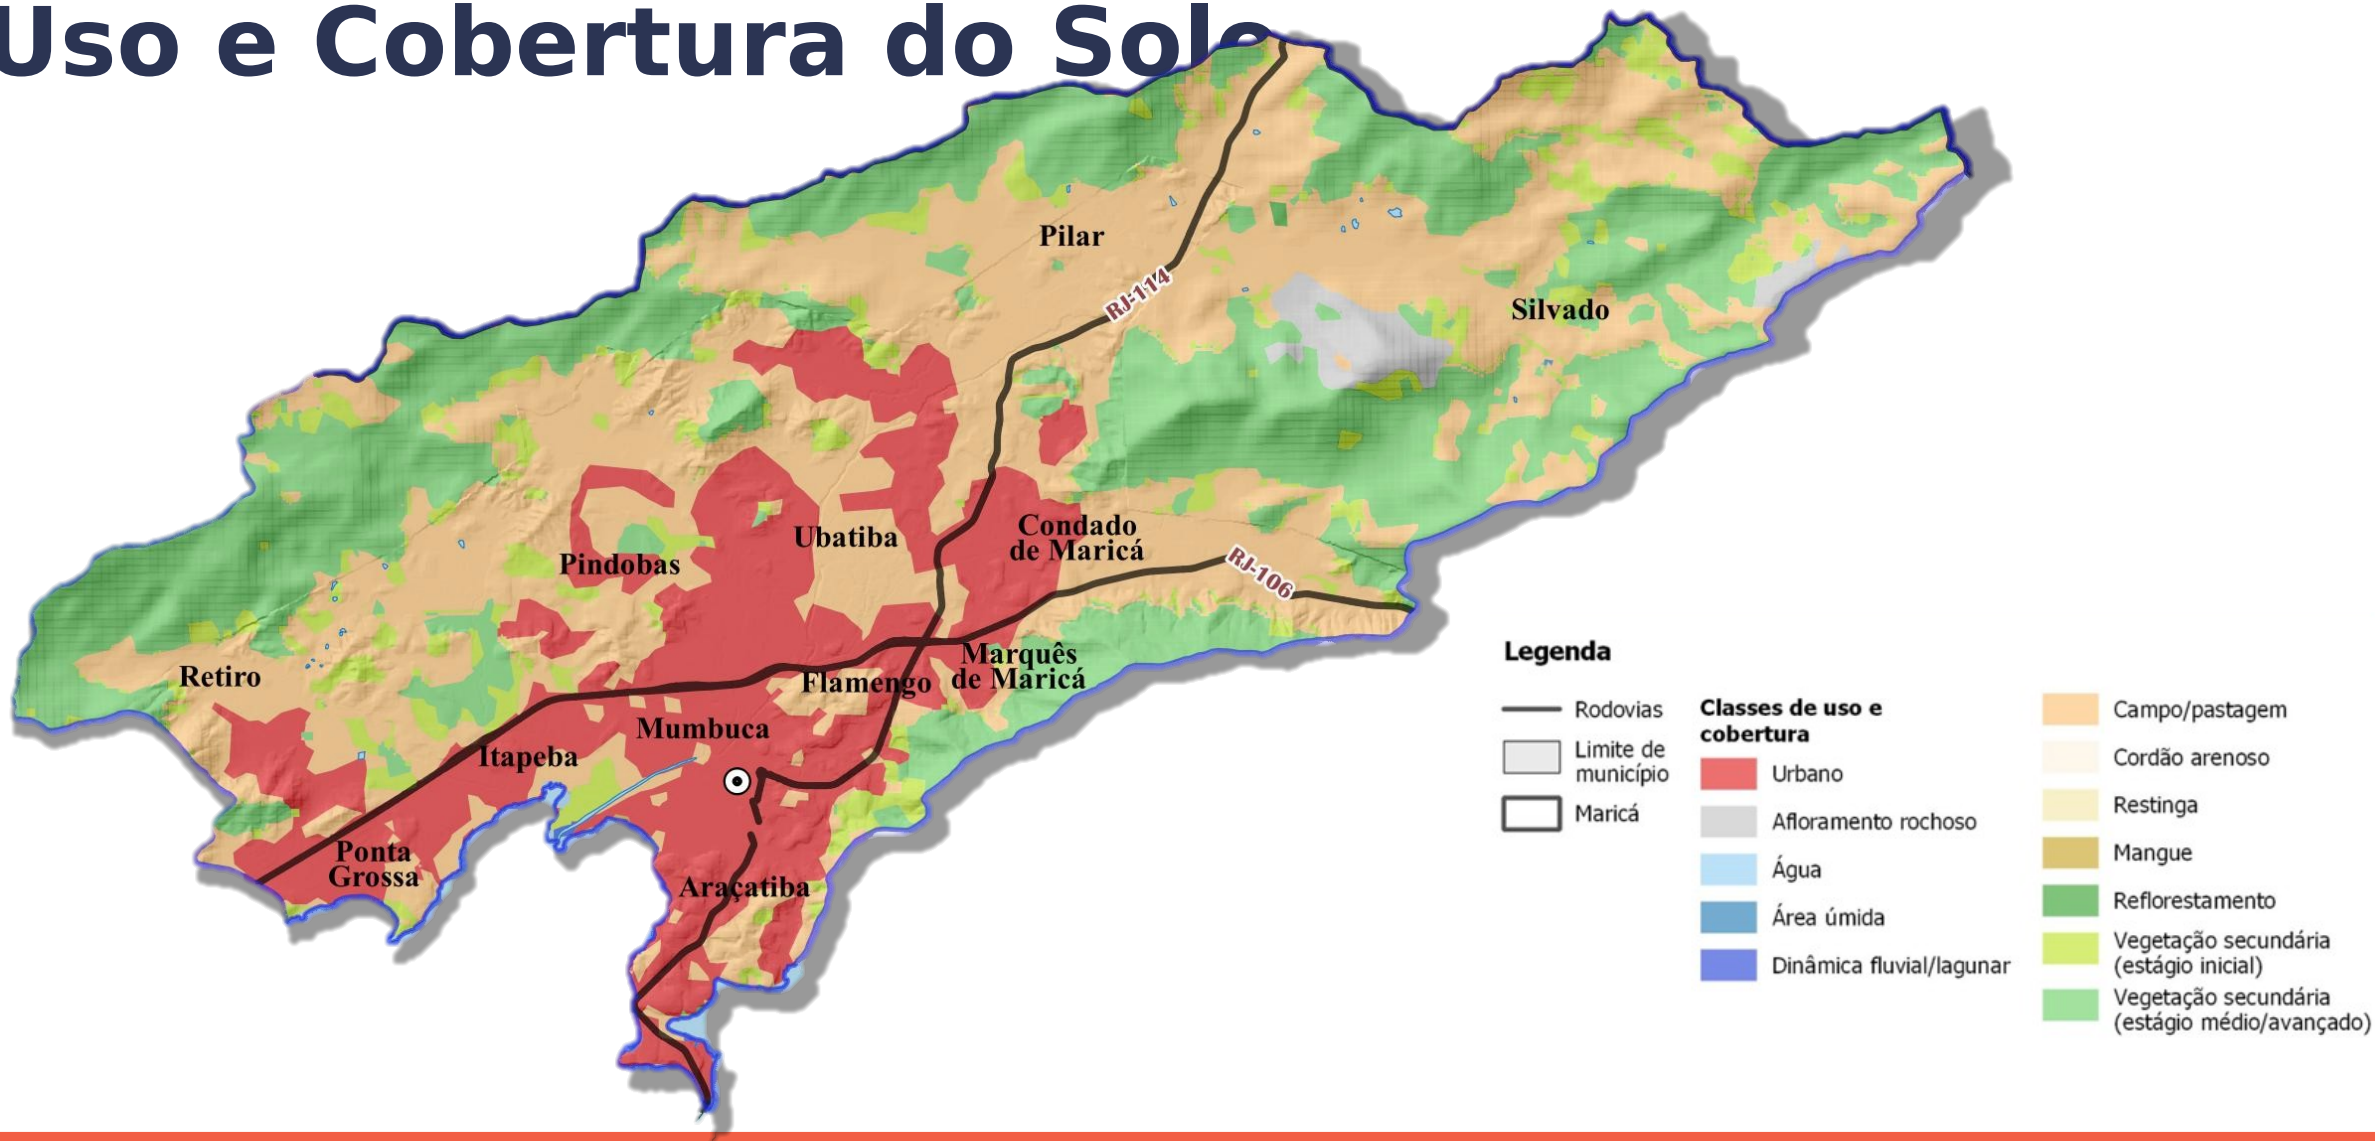 Uso e Cobertura do Solo
Pilar
RJ-114
Silvado
Ubatiba
Condado
de Maricá
Pindobas
RJ-106
Retiro
Marquês
de Maricá
Flamengo
Mumbuca
Itapeba
Ponta
Grossa
Araçatiba
Legenda
Rodovias
Limite de
município
Maricá
Classes de uso e
cobertura
Urbano
Afloramento rochoso
Água
Área úmida
Dinâmica fluvial/lagunar
Campo/pastagem
Cordão arenoso
Restinga
Mangue
Reflorestamento
Vegetação secundária
(estágio inicial)
Vegetação secundária
(estágio médio/avançado)